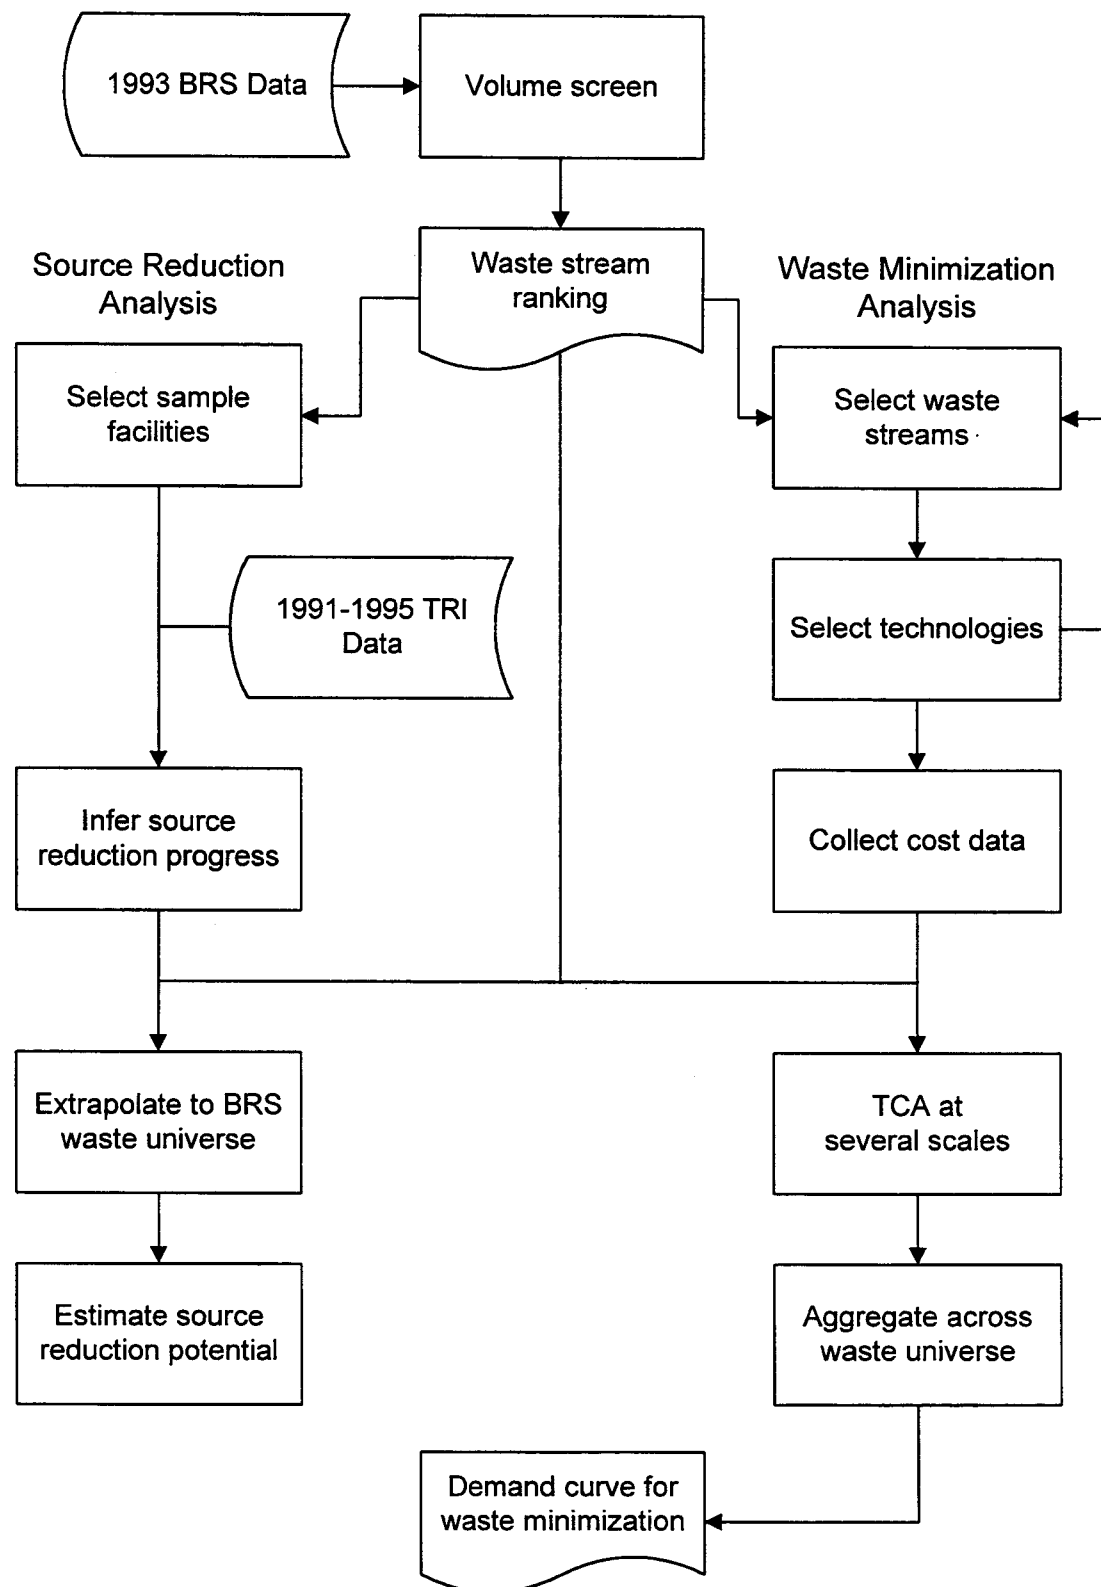 1993 BRS Data
Volume screen
Waste stream
ranking
Source Reduction
Analysis
Waste Minimization
Analysis
Select sample
facilities
Select waste
streams
1991-1995 TRI
Data
Select technologies
Infer source
reduction progress
Collect cost data
Extrapolate to BRS
waste universe
TCA at
several scales
Estimate source
reduction potential
Aggregate across
waste universe
Demand curve for
waste minimization